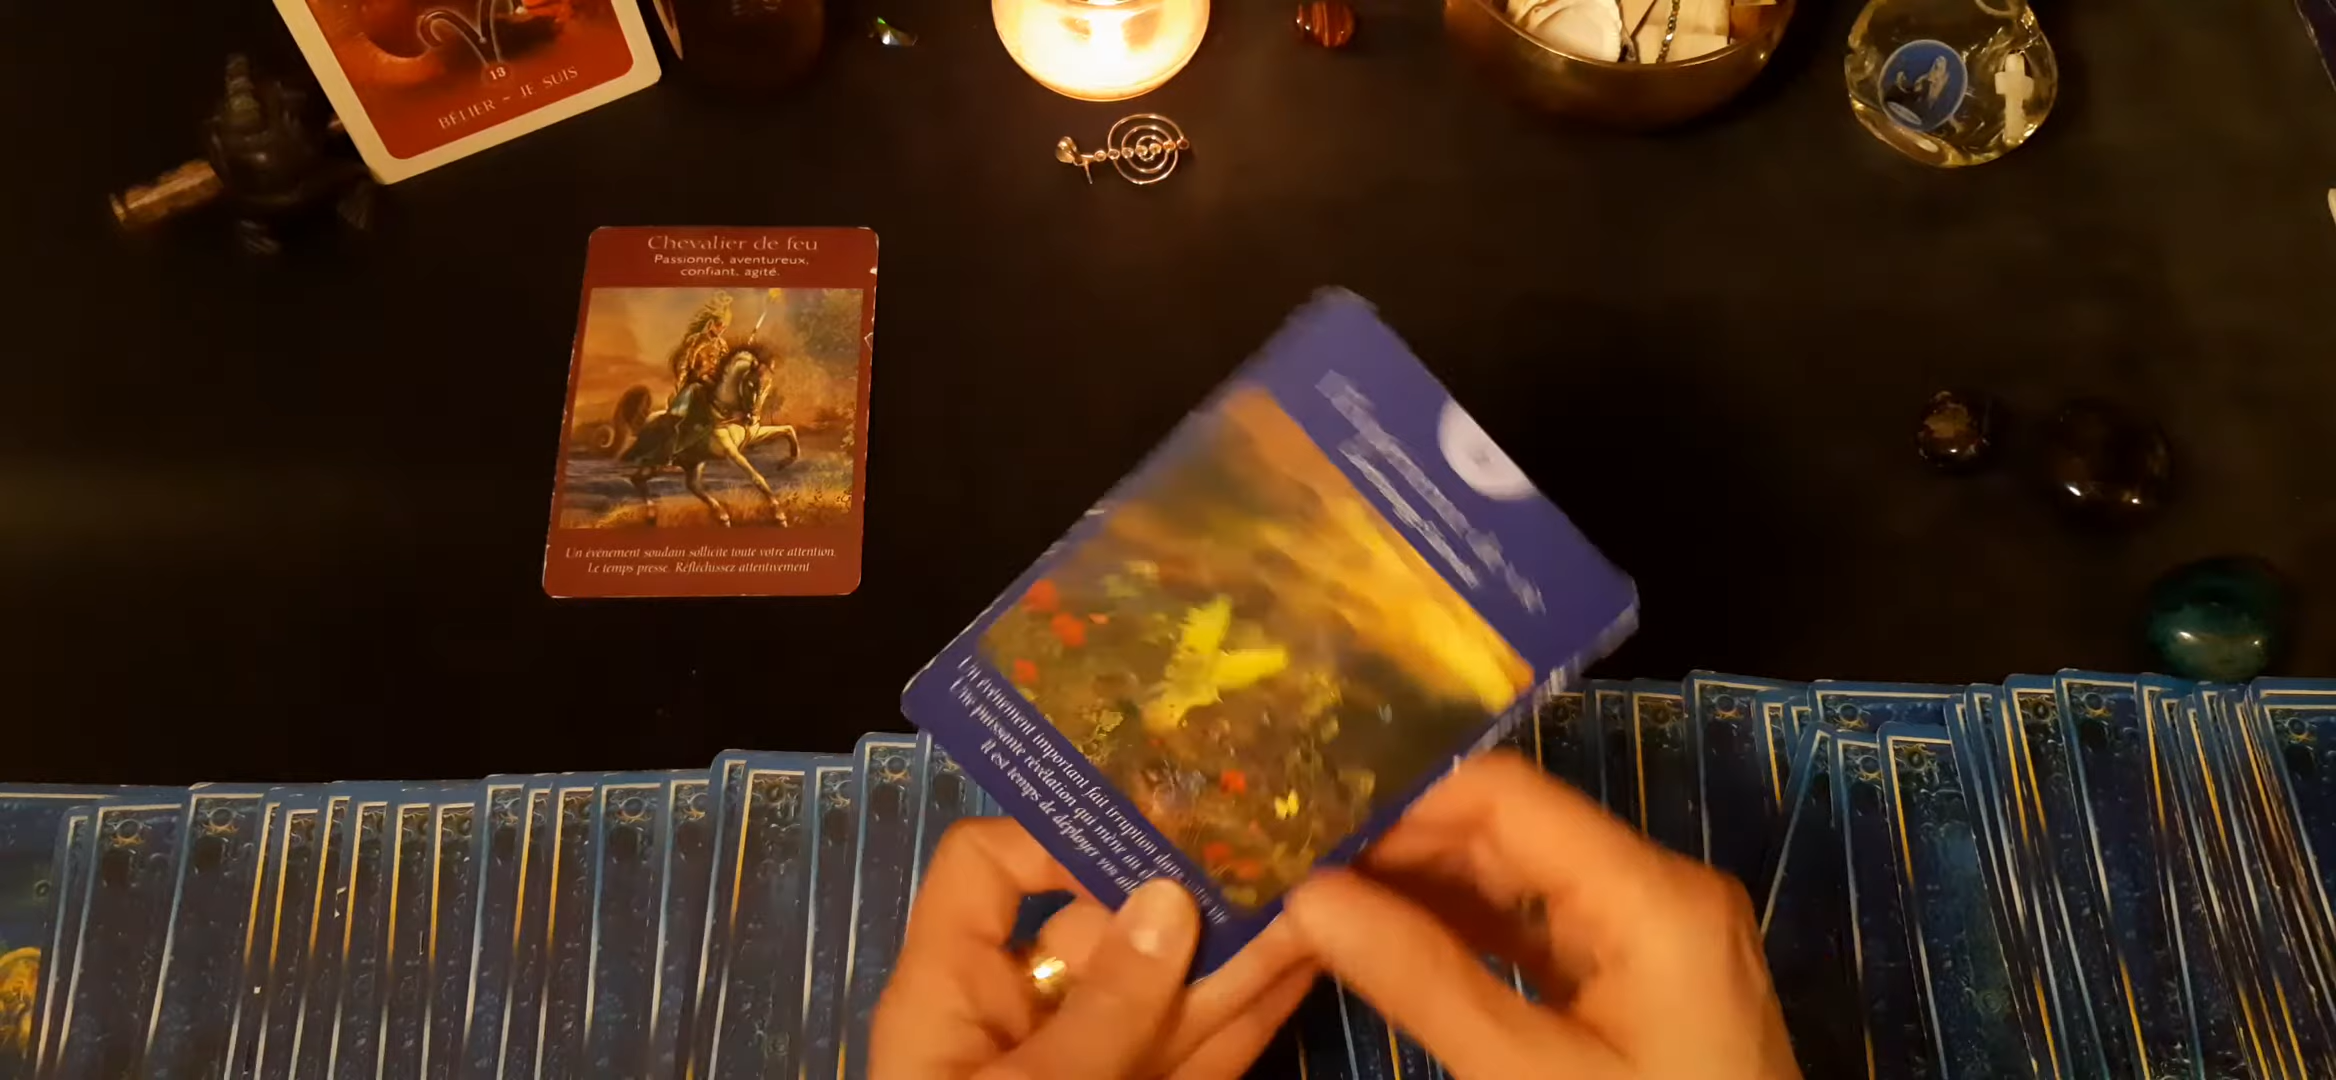 13
BÉLIER ~ JE SUIS
Chevalier de feu
Passionné, aventureux,
confiant, agité.
Un événement soudain sollicite toute votre attention.
Le temps presse. Réfléchissez attentivement
Un événement important fait irruption dans votre vie
Une puissante révélation qui mène au
Il est temps de déployer vos